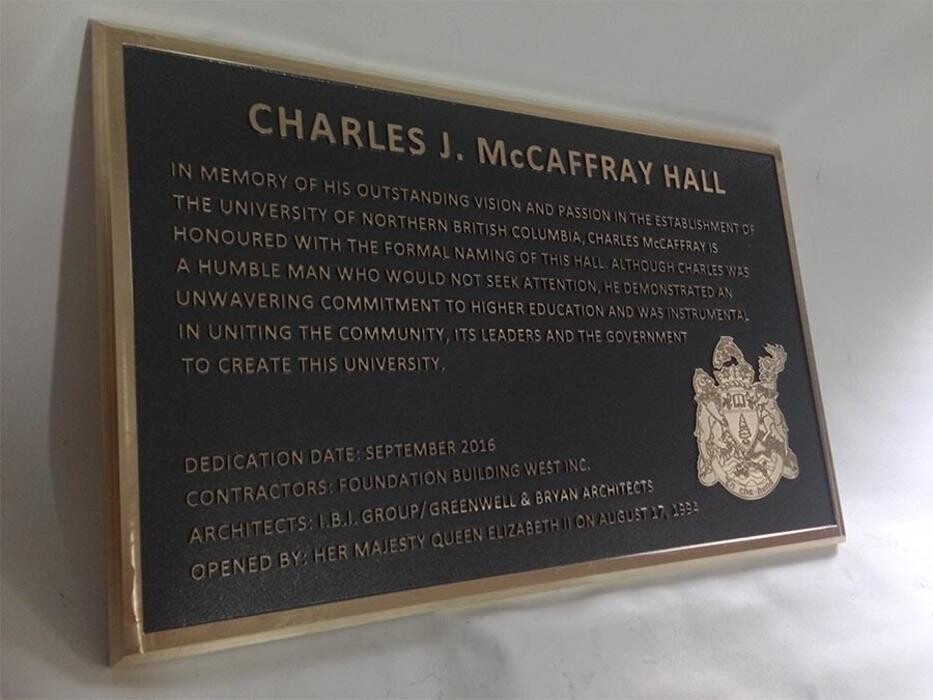 CHARLES J. McCAFFRAY HALL
IN MEMORY OF HIS OUTSTANDING VISION AND PASSION IN THE ESTABLISHMENT OF
THE UNIVERSITY OF NORTHERN BRITISH COLUMBIA, CHARLES McCAFFRAY IS
HONOURED WITH THE FORMAL NAMING OF THIS HALL. ALTHOUGH CHARLES WAS
A HUMBLE MAN WHO WOULD NOT SEEK ATTENTION, HE DEMONSTRATED AN
UNWAVERING COMMITMENT TO HIGHER EDUCATION AND WAS INSTRUMENTAL
IN UNITING THE COMMUNITY, ITS LEADERS AND THE GOVERNMENT
TO CREATE THIS UNIVERSITY.
DEDICATION DATE: SEPTEMBER 2016
CONTRACTORS: FOUNDATION BUILDING WEST INC.
ARCHITECTS: I.B.I. GROUP/GREENWELL & BRYAN ARCHITECTS
OPENED BY: HER MAJESTY QUEEN ELIZABETH II ON AUGUST 17, 1994